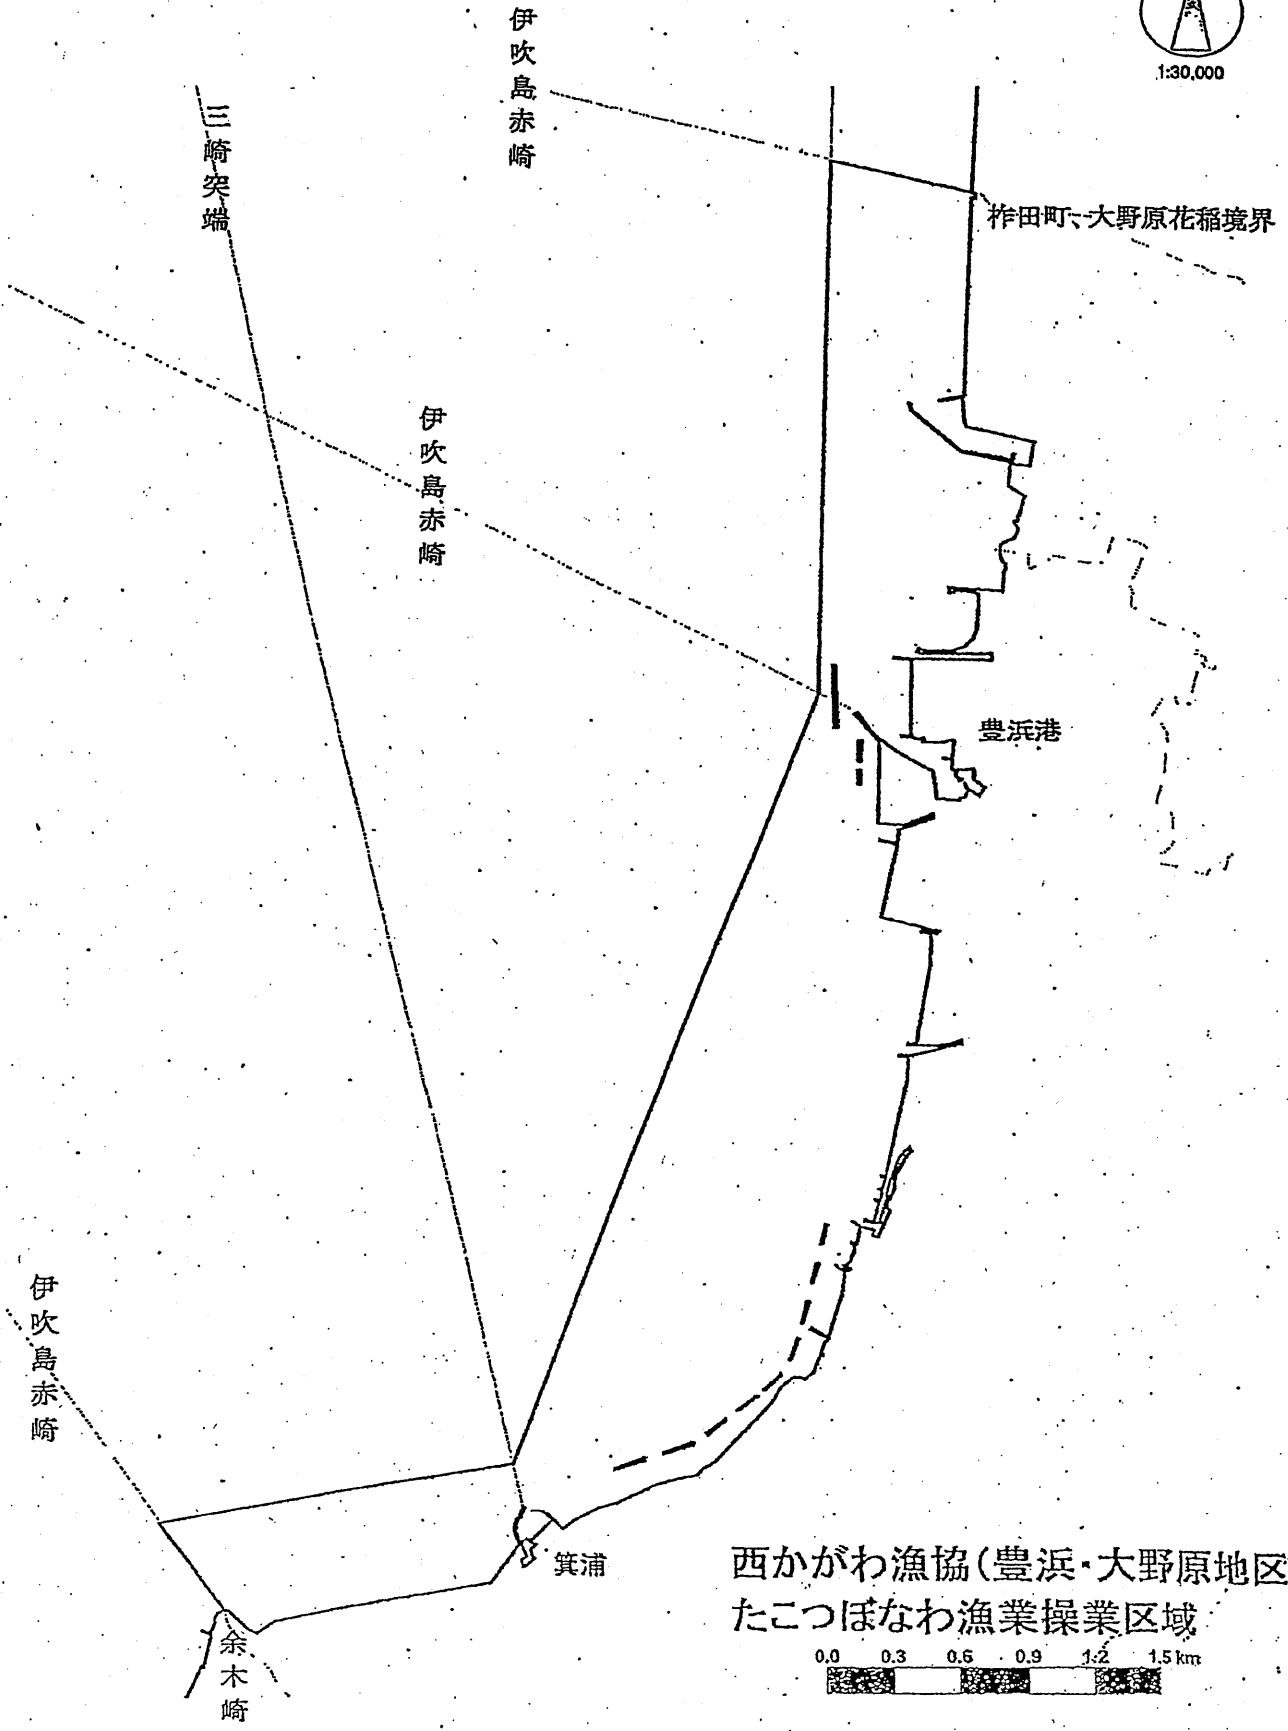 1:30,000
伊吹島赤崎
三崎突端
柞田町、大野原花稲境界
伊吹島赤崎
豊浜港
伊吹島赤崎
箕浦
余木崎
西かがわ漁協(豊浜・大野原地区
たこつぼなわ漁業操業区域
0.0 0.3 0.6 0.9 1.2 1.5 km